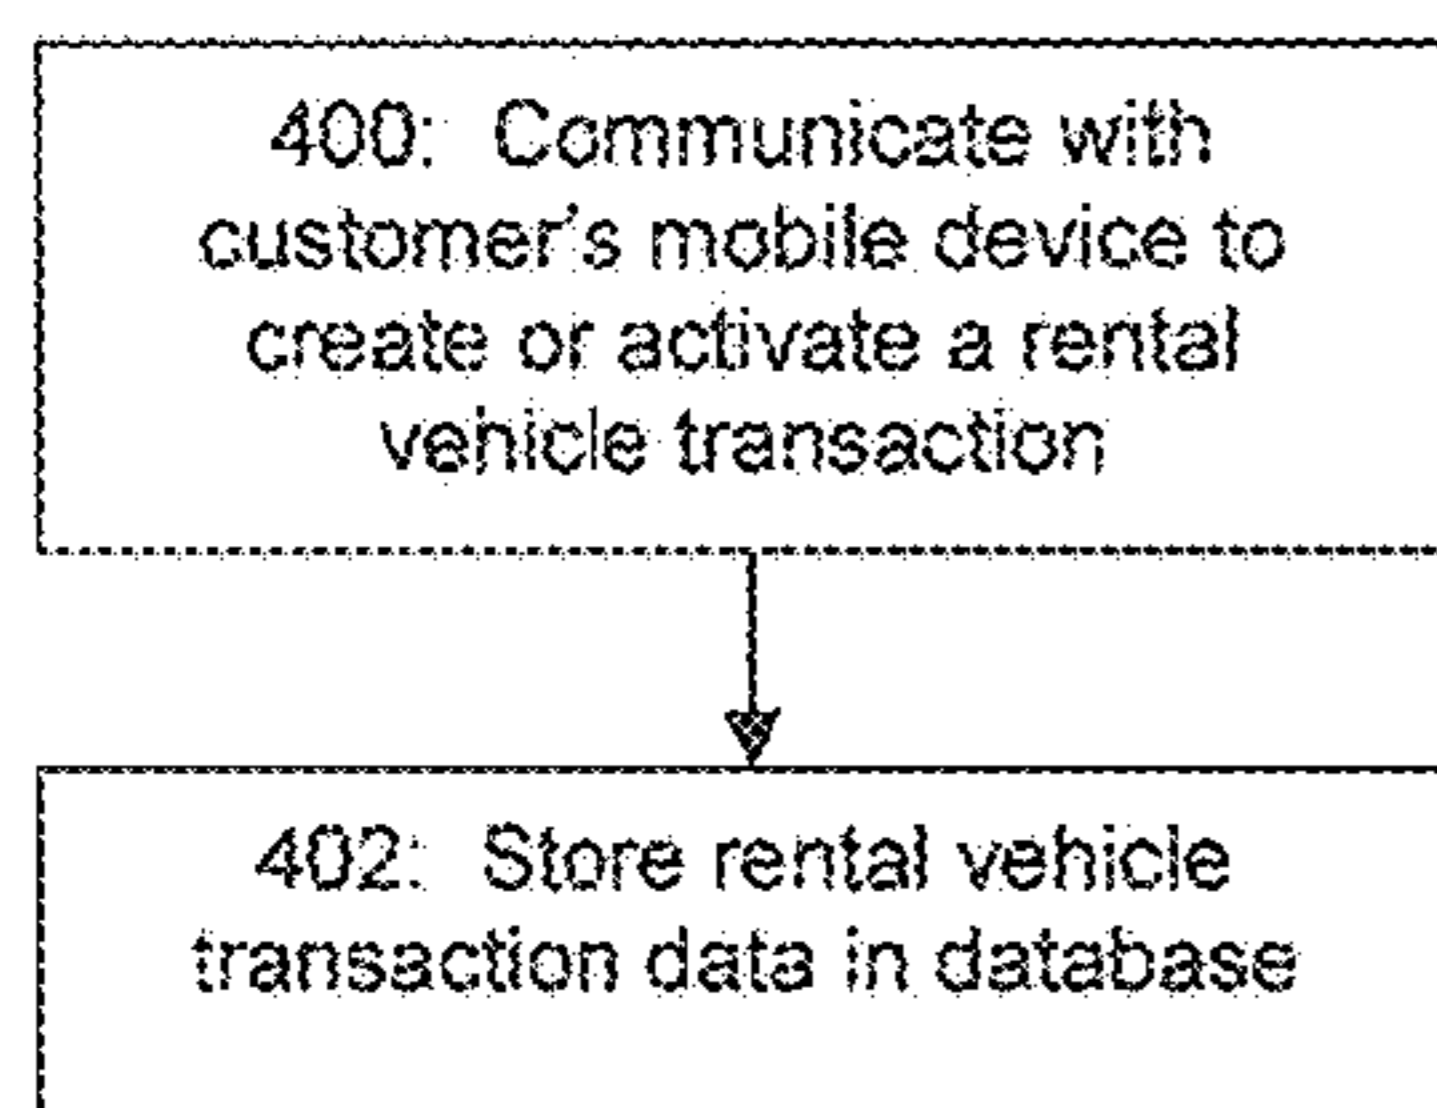 400: Communicate with
customer's mobile device to
create or activate a rental
vehicle transaction
402: Store rental vehicle
transaction data in database